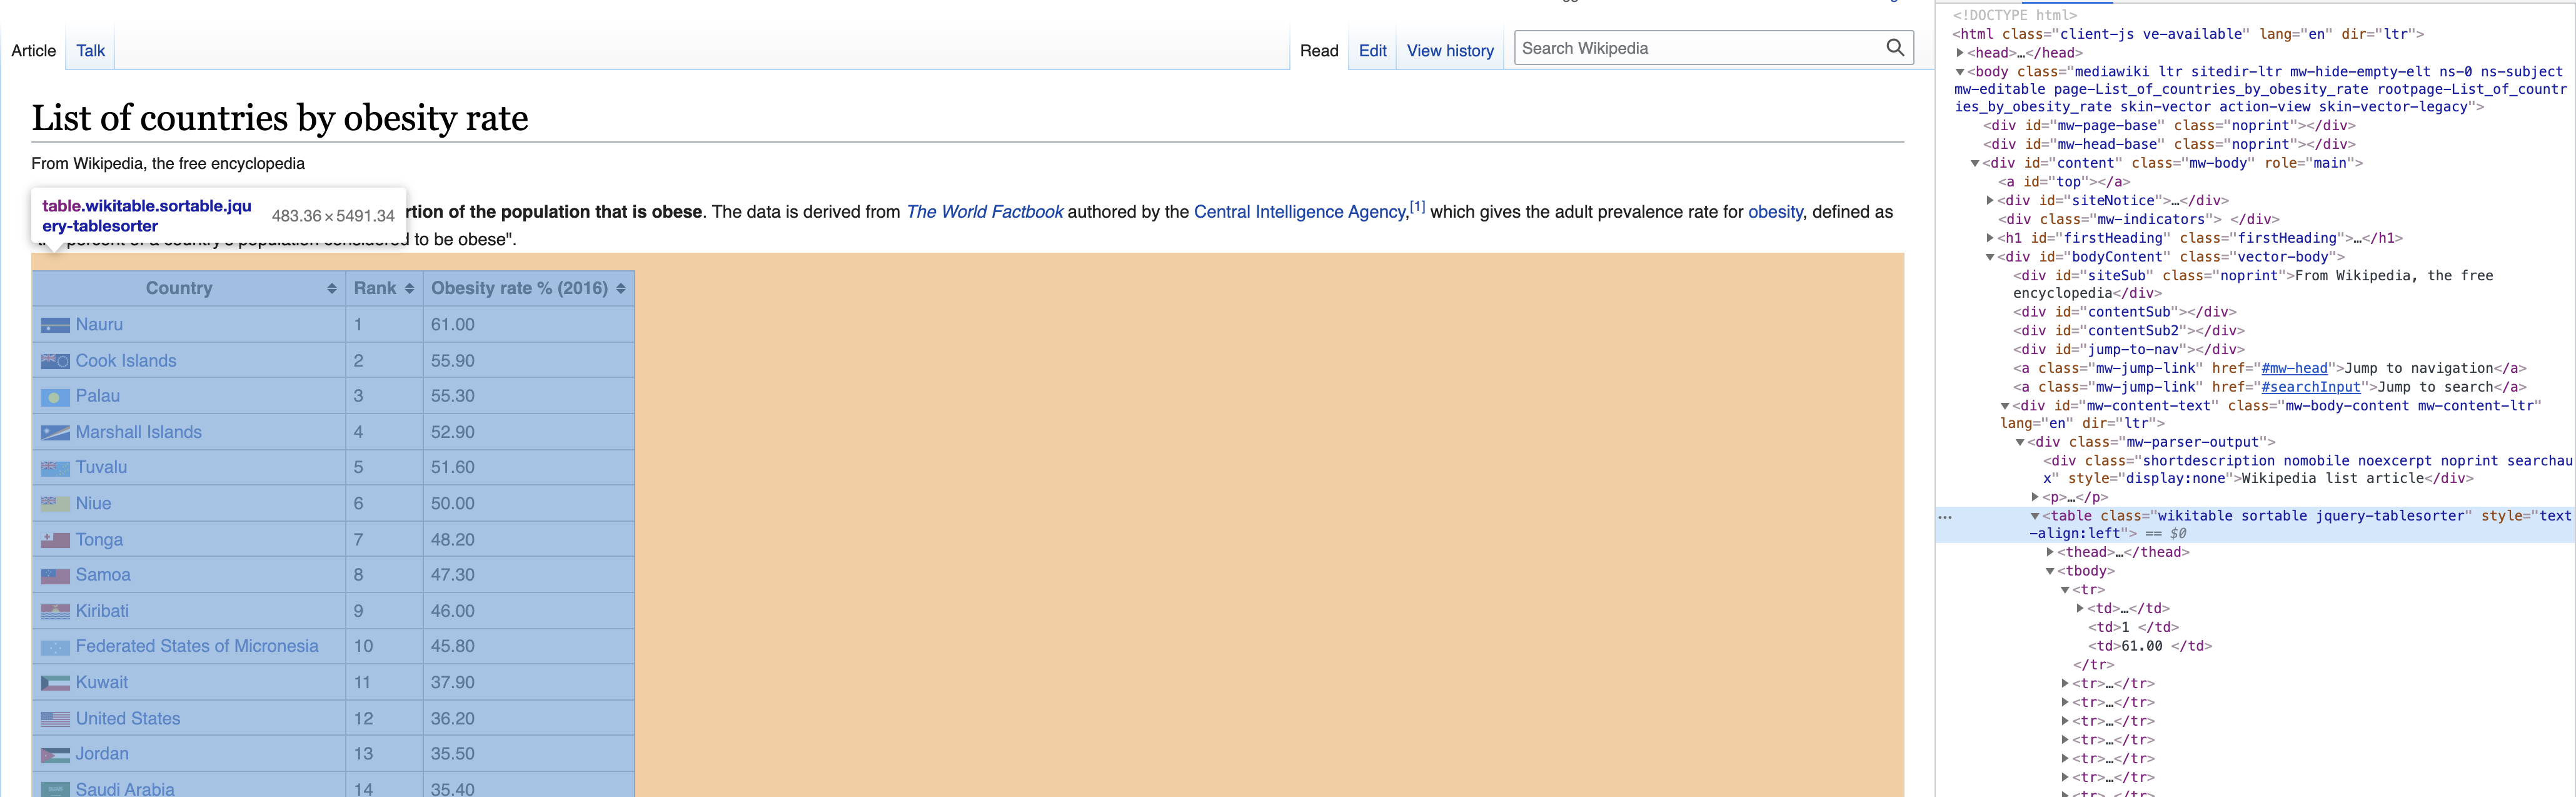 Article
Talk
Read
Edit
View history
Search Wikipedia
List of countries by obesity rate
From Wikipedia, the free encyclopedia
table.wikitable.sortable.jqu
ery-tablesorter
483.36 × 5491.34
rtion of the population that is obese. The data is derived from The World Factbook authored by the Central Intelligence Agency,[1] which gives the adult prevalence rate for obesity, defined as
percent of a country's population considered to be obese".
Country Rank Obesity rate % (2016)
Nauru 1 61.00
Cook Islands 2 55.90
Palau 3 55.30
Marshall Islands 4 52.90
Tuvalu 5 51.60
Niue 6 50.00
Tonga 7 48.20
Samoa 8 47.30
Kiribati 9 46.00
Federated States of Micronesia 10 45.80
Kuwait 11 37.90
United States 12 36.20
Jordan 13 35.50
Saudi Arabia 14 35.40
<!DOCTYPE html>
<html class="client-js ve-available" lang="en" dir="ltr">
<head>…</head>
<body class="mediawiki ltr sitedir-ltr mw-hide-empty-elt ns-0 ns-subject
mw-editable page-List_of_countries_by_obesity_rate rootpage-List_of_countr
ies_by_obesity_rate skin-vector action-view skin-vector-legacy">
<div id="mw-page-base" class="noprint"></div>
<div id="mw-head-base" class="noprint"></div>
<div id="content" class="mw-body" role="main">
<a id="top"></a>
<div id="siteNotice">…</div>
<div class="mw-indicators"> </div>
<h1 id="firstHeading" class="firstHeading">…</h1>
<div id="bodyContent" class="vector-body">
<div id="siteSub" class="noprint">From Wikipedia, the free
encyclopedia</div>
<div id="contentSub"></div>
<div id="contentSub2"></div>
<div id="jump-to-nav"></div>
<a class="mw-jump-link" href="#mw-head">Jump to navigation</a>
<a class="mw-jump-link" href="#searchInput">Jump to search</a>
<div id="mw-content-text" class="mw-body-content mw-content-ltr"
lang="en" dir="ltr">
<div class="mw-parser-output">
<div class="shortdescription nomobile noexcerpt noprint searchau
x" style="display:none">Wikipedia list article</div>
<p>…</p>
<table class="wikitable sortable jquery-tablesorter" style="text
-align:left"> == $0
<thead>…</thead>
<tbody>
<tr>
<td>…</td>
<td>1 </td>
<td>61.00 </td>
</tr>
<tr>…</tr>
<tr>…</tr>
<tr>…</tr>
<tr>…</tr>
<tr>…</tr>
<tr>…</tr>
<tr>…</tr>